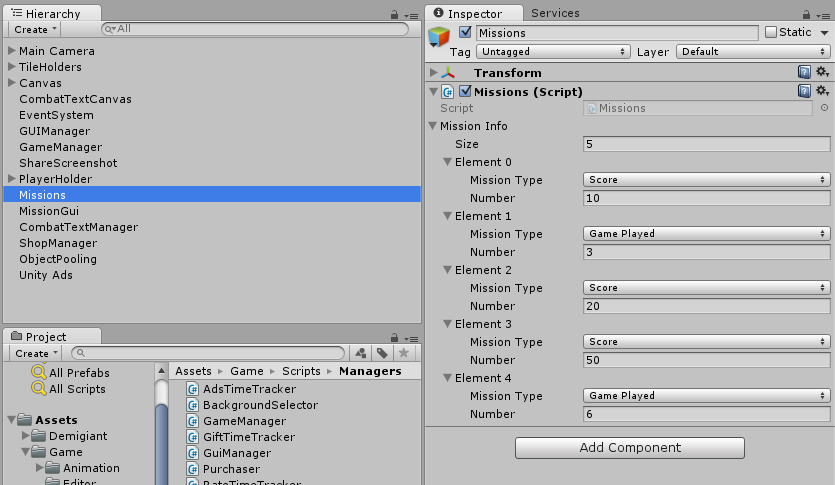 Hierarchy
Create
All
Main Camera
TileHolders
Canvas
CombatTextCanvas
EventSystem
GUIManager
GameManager
ShareScreenshot
PlayerHolder
Missions
MissionGui
CombatTextManager
ShopManager
ObjectPooling
Unity Ads
Project
Create
All Prefabs
All Scripts
Assets
Demigiant
Game
Animation
Editor
Assets Game Scripts Managers
AdsTimeTracker
BackgroundSelector
GameManager
GiftTimeTracker
GuiManager
Purchaser
RateTimeTracker
Inspector Services
Missions Static
Tag Untagged Layer Default
Transform
Missions (Script)
Script Missions
Mission Info
Size 5
Element 0
Mission Type Score
Number 10
Element 1
Mission Type Game Played
Number 3
Element 2
Mission Type Score
Number 20
Element 3
Mission Type Score
Number 50
Element 4
Mission Type Game Played
Number 6
Add Component